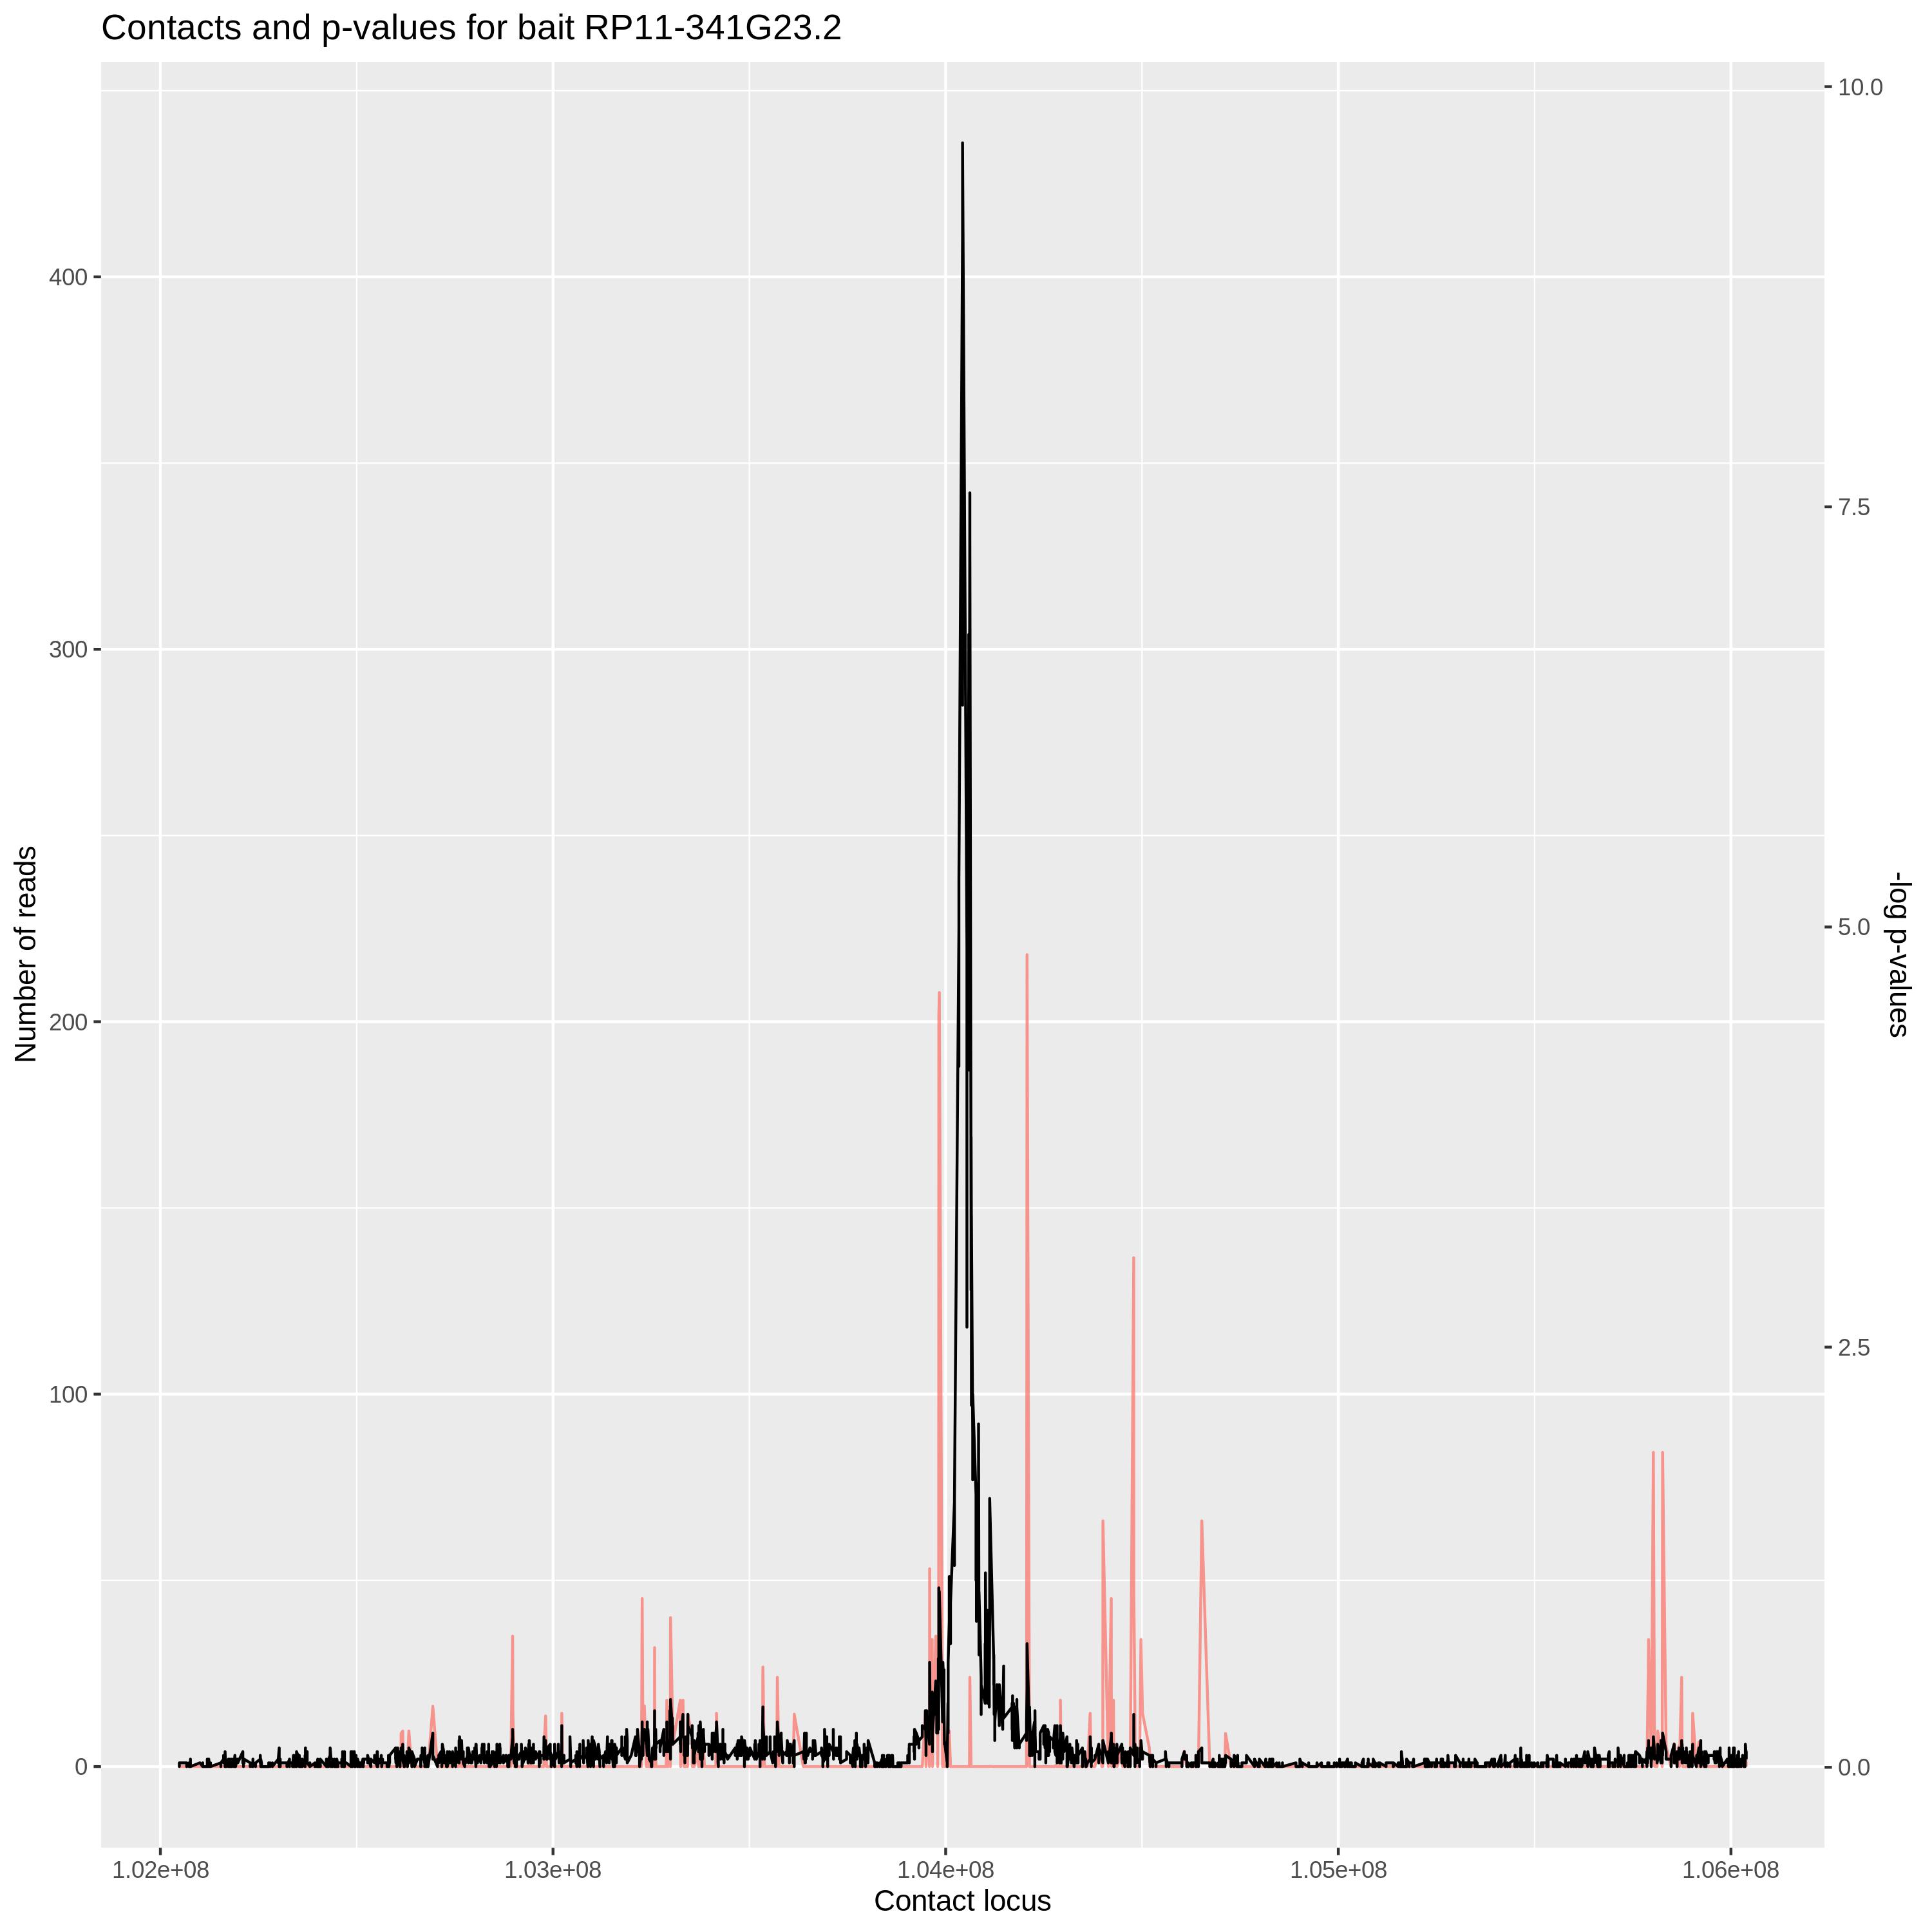 Contacts and p-values for bait RP11-341G23.2
10.0
400
7.5
300
Number of reads
5.0
-log p-values
200
2.5
100
0
0.0
1.02e+08
1.03e+08
1.04e+08
1.05e+08
1.06e+08
Contact locus